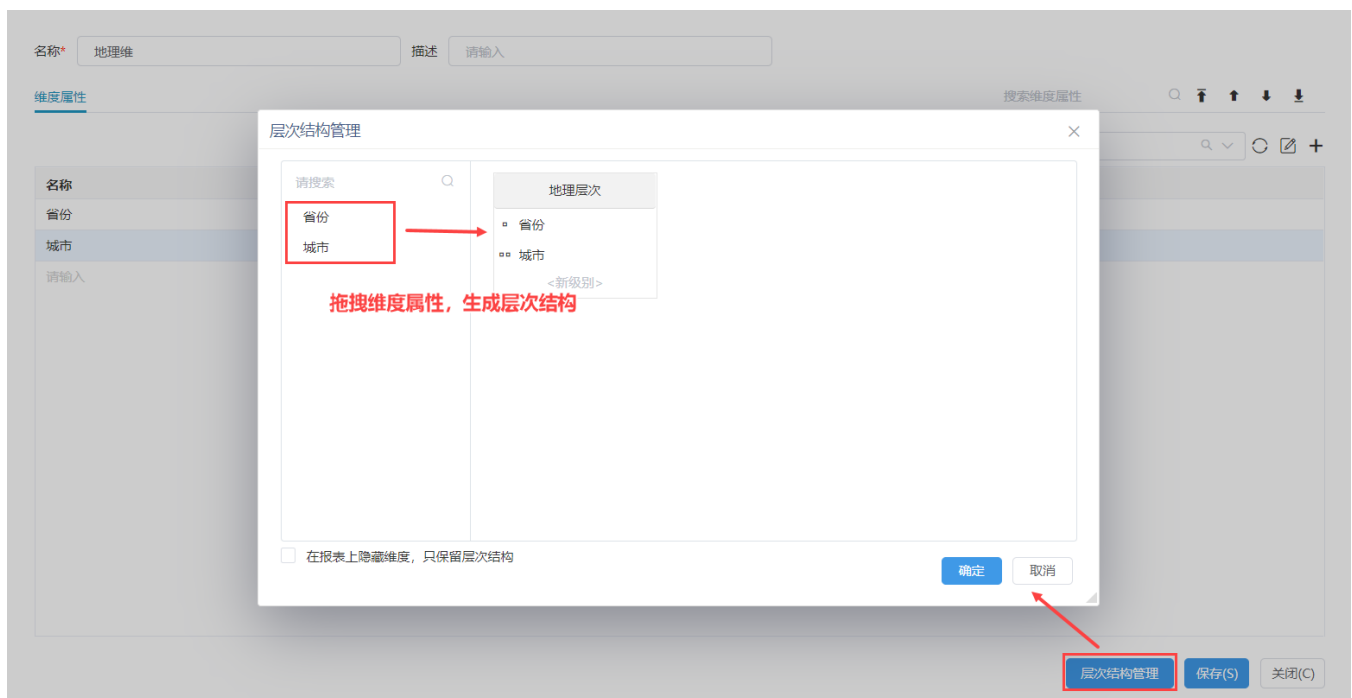 名称* 地理维 描述 请输入
维度属性 搜索维度属性
层次结构管理
名称
省份
城市
请输入
请搜索
省份
城市
地理层次
省份
城市
<新级别>
拖拽维度属性，生成层次结构
在报表上隐藏维度，只保留层次结构
确定 取消
层次结构管理 保存(S) 关闭(C)